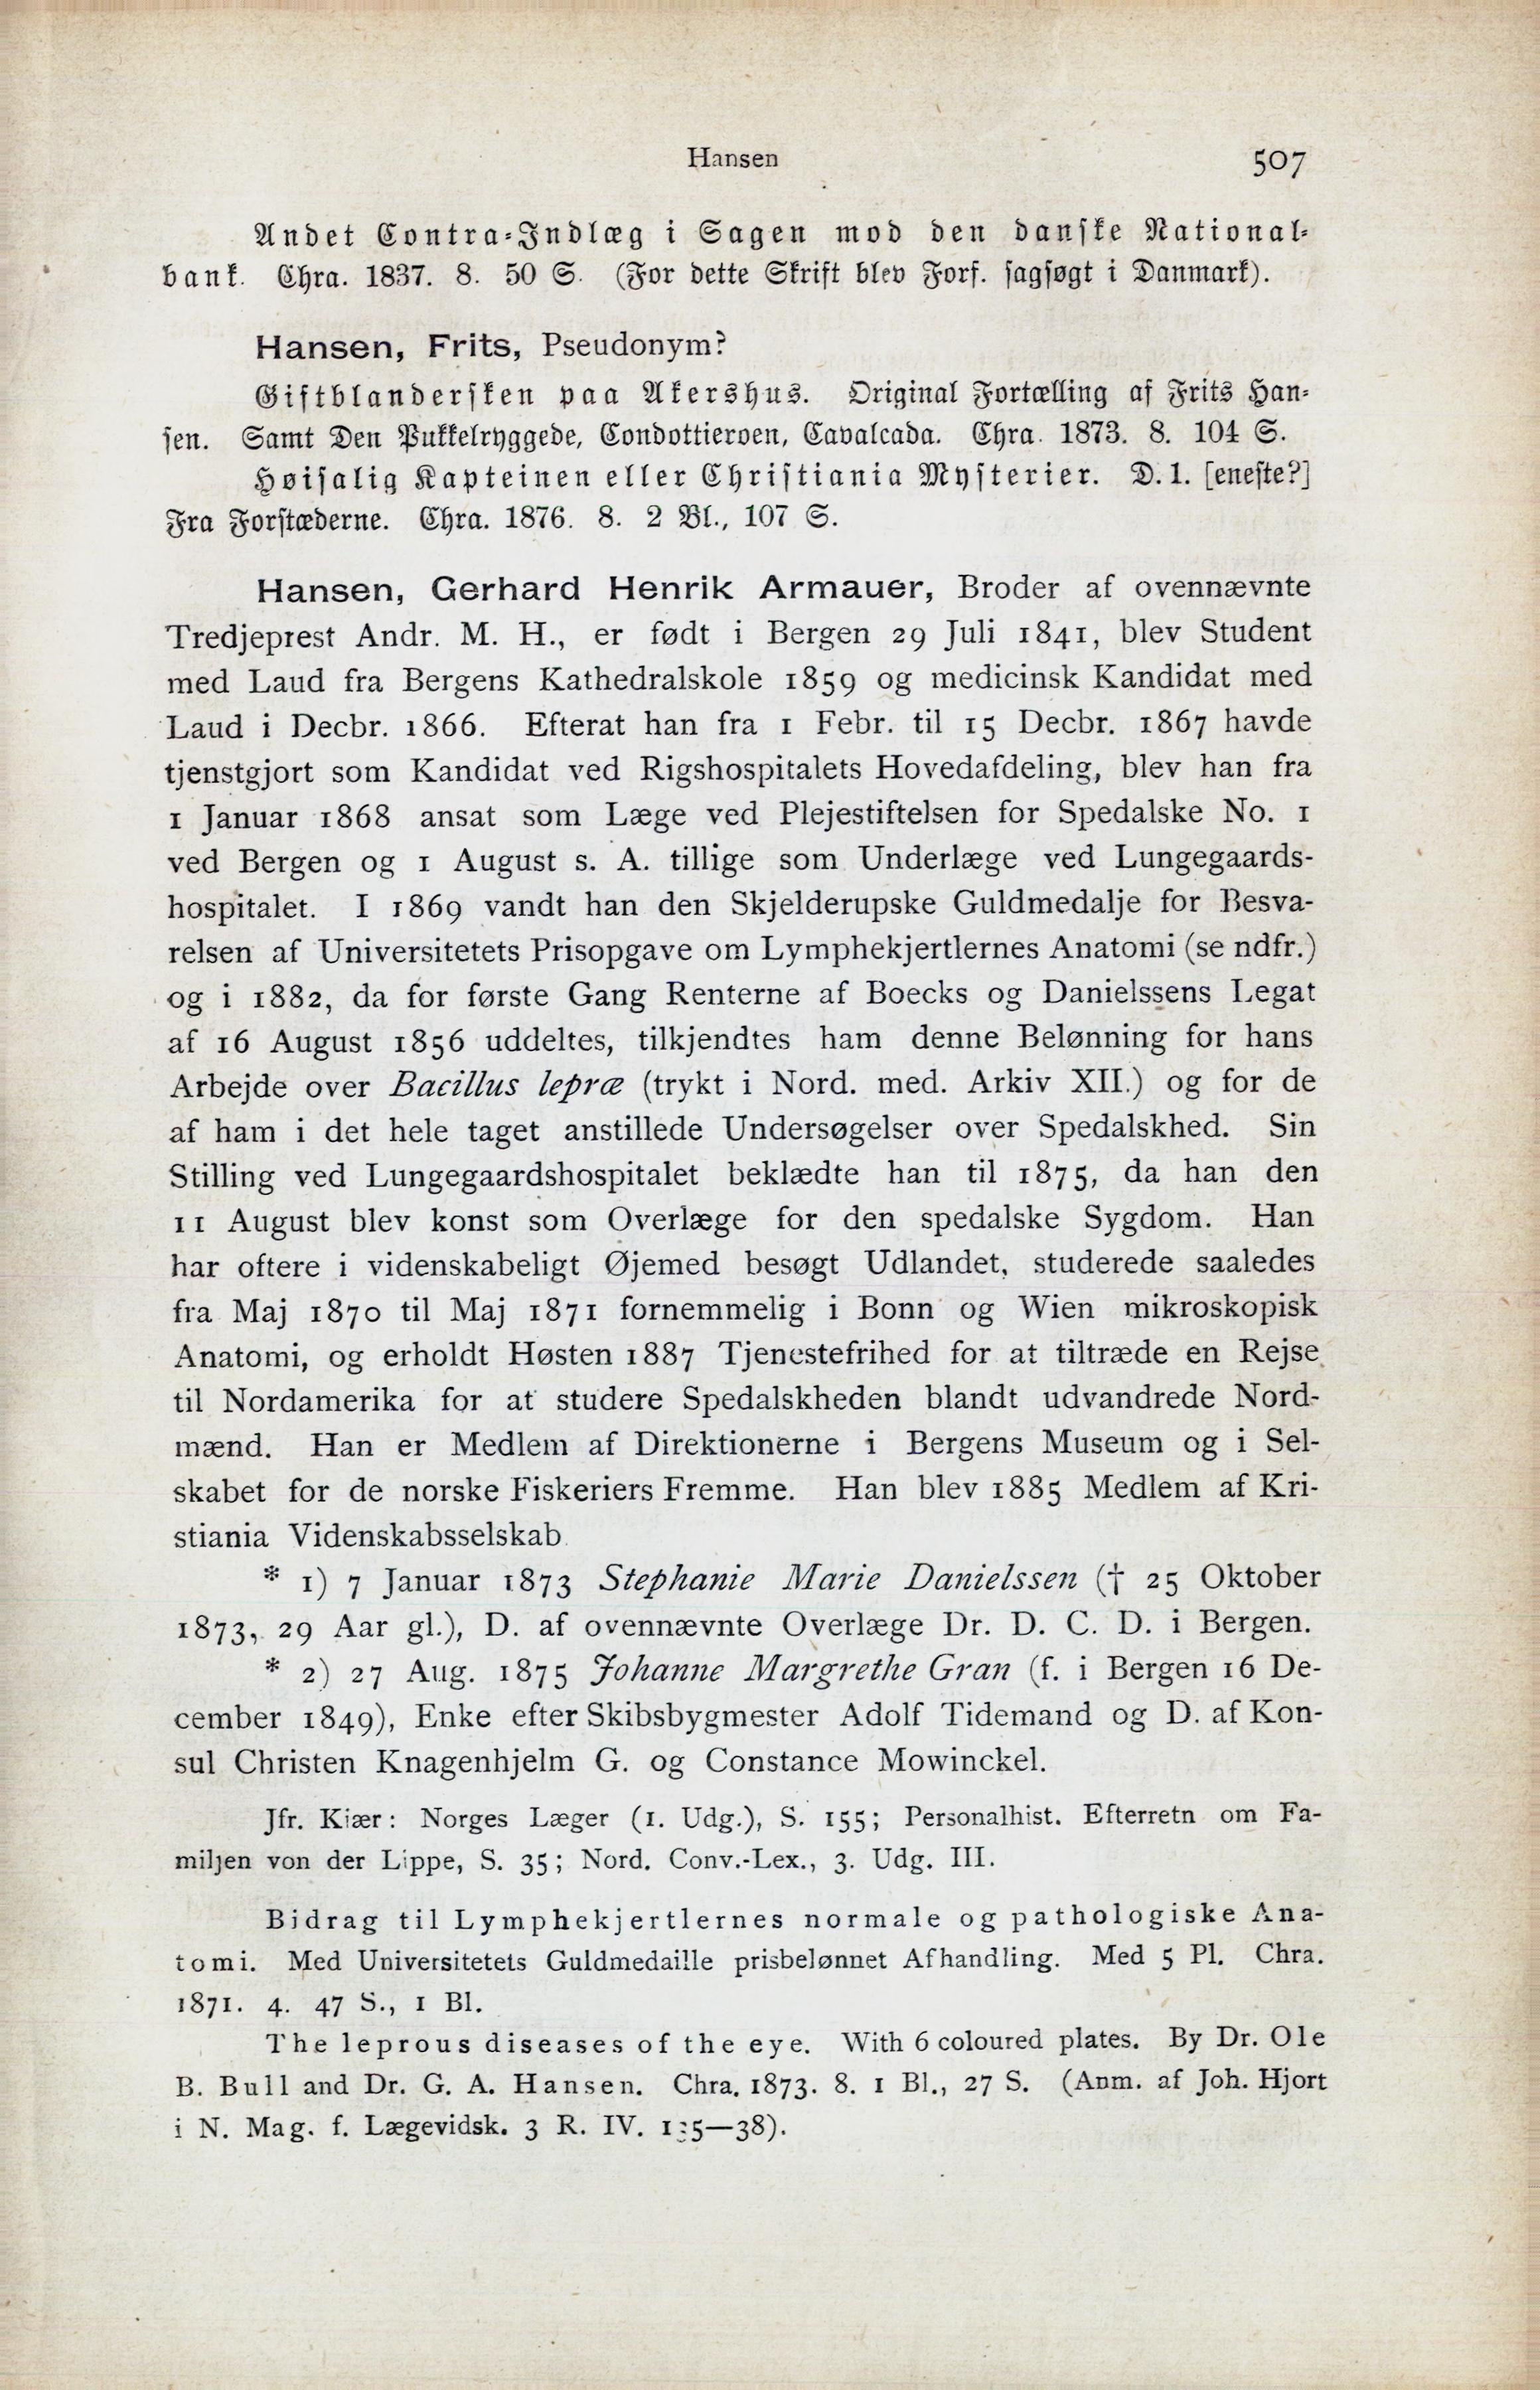 Hansen 507
Andet Contra-Indlæg i Sagen mod den danske National-
bank. Chra. 1837. 8. 50 S. (For dette Skrift blev Forf. sagsøgt i Danmark).
Hansen, Frits, Pseudonym?
Giftblandersken paa Akershus. Original Fortælling af Frits Han-
sen. Samt Den Pukkelryggede, Condottieroen, Cavalcada. Chra. 1873. 8. 104 S.
Høisalig Kapteinen eller Christiania Mysterier. D. 1. [eneste?]
Fra Forstæderne. Chra. 1876. 8. 2 Bl., 107 S.
Hansen, Gerhard Henrik Armauer, Broder af ovennævnte
Tredjeprest Andr. M. H., er født i Bergen 29 Juli 1841, blev Student
med Laud fra Bergens Kathedralskole 1859 og medicinsk Kandidat med
Laud i Decbr. 1866. Efterat han fra 1 Febr. til 15 Decbr. 1867 havde
tjenstgjort som Kandidat ved Rigshospitalets Hovedafdeling, blev han fra
1 Januar 1868 ansat som Læge ved Plejestiftelsen for Spedalske No. 1
ved Bergen og 1 August s. A. tillige som Underlæge ved Lungegaards-
hospitalet. I 1869 vandt han den Skjelderupske Guldmedalje for Besva-
relsen af Universitetets Prisopgave om Lymphekjertlernes Anatomi (se ndfr.)
og i 1882, da for første Gang Renterne af Boecks og Danielssens Legat
af 16 August 1856 uddeltes, tilkjendtes ham denne Belønning for hans
Arbejde over Bacillus lepræ (trykt i Nord. med. Arkiv XII.) og for de
af ham i det hele taget anstillede Undersøgelser over Spedalskhed. Sin
Stilling ved Lungegaardshospitalet beklædte han til 1875, da han den
11 August blev konst som Overlæge for den spedalske Sygdom. Han
har oftere i videnskabeligt Øjemed besøgt Udlandet, studerede saaledes
fra Maj 1870 til Maj 1871 fornemmelig i Bonn og Wien mikroskopisk
Anatomi, og erholdt Høsten 1887 Tjenestefrihed for at tiltræde en Rejse
til Nordamerika for at studere Spedalskheden blandt udvandrede Nord-
mænd. Han er Medlem af Direktionerne i Bergens Museum og i Sel-
skabet for de norske Fiskeriers Fremme. Han blev 1885 Medlem af Kri-
stiania Videnskabsselskab
* 1) 7 Januar 1873 Stephanie Marie Danielssen († 25 Oktober
1873, 29 Aar gl.), D. af ovennævnte Overlæge Dr. D. C. D. i Bergen.
* 2) 27 Aug. 1875 Johanne Margrethe Gran (f. i Bergen 16 De-
cember 1849), Enke efter Skibsbygmester Adolf Tidemand og D. af Kon-
sul Christen Knagenhjelm G. og Constance Mowinckel.
Jfr. Kiær: Norges Læger (1. Udg.), S. 155; Personalhist. Efterretn om Fa-
miljen von der Lippe, S. 35; Nord. Conv.-Lex., 3. Udg. III.
Bidrag til Lymphekjertlernes normale og pathologiske Ana-
tomi. Med Universitetets Guldmedaille prisbelønnet Afhandling. Med 5 Pl. Chra.
1871. 4. 47 S., 1 Bl.
The leprous diseases of the eye. With 6 coloured plates. By Dr. Ole
B. Bull and Dr. G. A. Hansen. Chra. 1873. 8. 1 Bl., 27 S. (Anm. af Joh. Hjort
i N. Mag. f. Lægevidsk. 3 R. IV. 135—38).